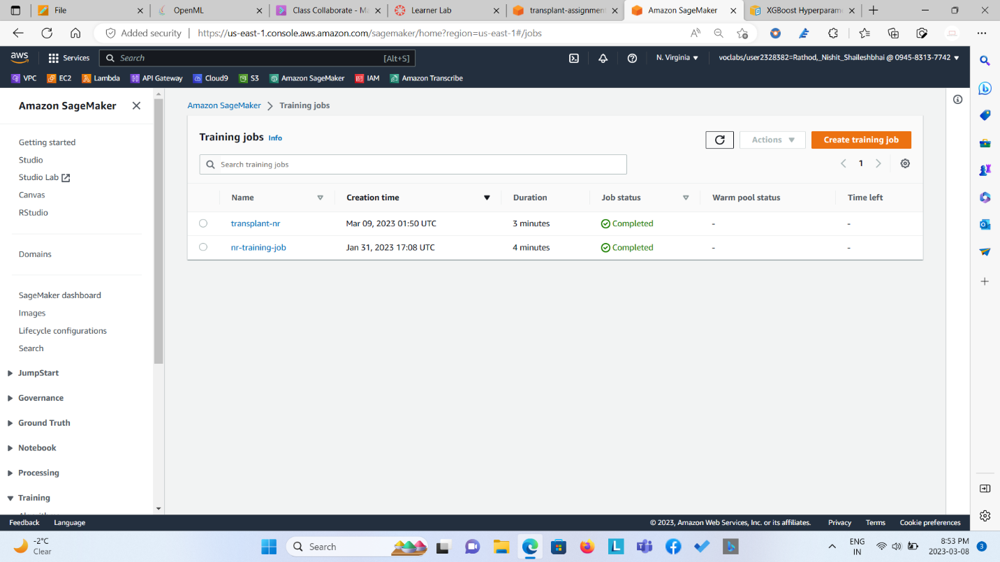 File
OpenML
Class Collaborate - Ma
Learner Lab
transplant-assignment
Amazon SageMaker
XGBoost Hyperparame
Added security
https://us-east-1.console.aws.amazon.com/sagemaker/home?region=us-east-1#/jobs
aws
Services
Search
[Alt+S]
N. Virginia
voclabs/user2328382=Rathod,_Nishit_Shaileshbhai @ 0945-8313-7742
VPC
EC2
Lambda
API Gateway
Cloud9
S3
Amazon SageMaker
IAM
Amazon Transcribe
Amazon SageMaker
Getting started
Studio
Studio Lab
Canvas
RStudio
Domains
SageMaker dashboard
Images
Lifecycle configurations
Search
JumpStart
Governance
Ground Truth
Notebook
Processing
Training
Amazon SageMaker
Training jobs
Training jobs Info
Actions
Create training job
Search training jobs
1
Name
Creation time
Duration
Job status
Warm pool status
Time left
transplant-nr
Mar 09, 2023 01:50 UTC
3 minutes
Completed
-
-
nr-training-job
Jan 31, 2023 17:08 UTC
4 minutes
Completed
-
-
Feedback
Language
© 2023, Amazon Web Services, Inc. or its affiliates.
Privacy
Terms
Cookie preferences
-2°C
Clear
Search
ENG
IN
8:53 PM
2023-03-08
3